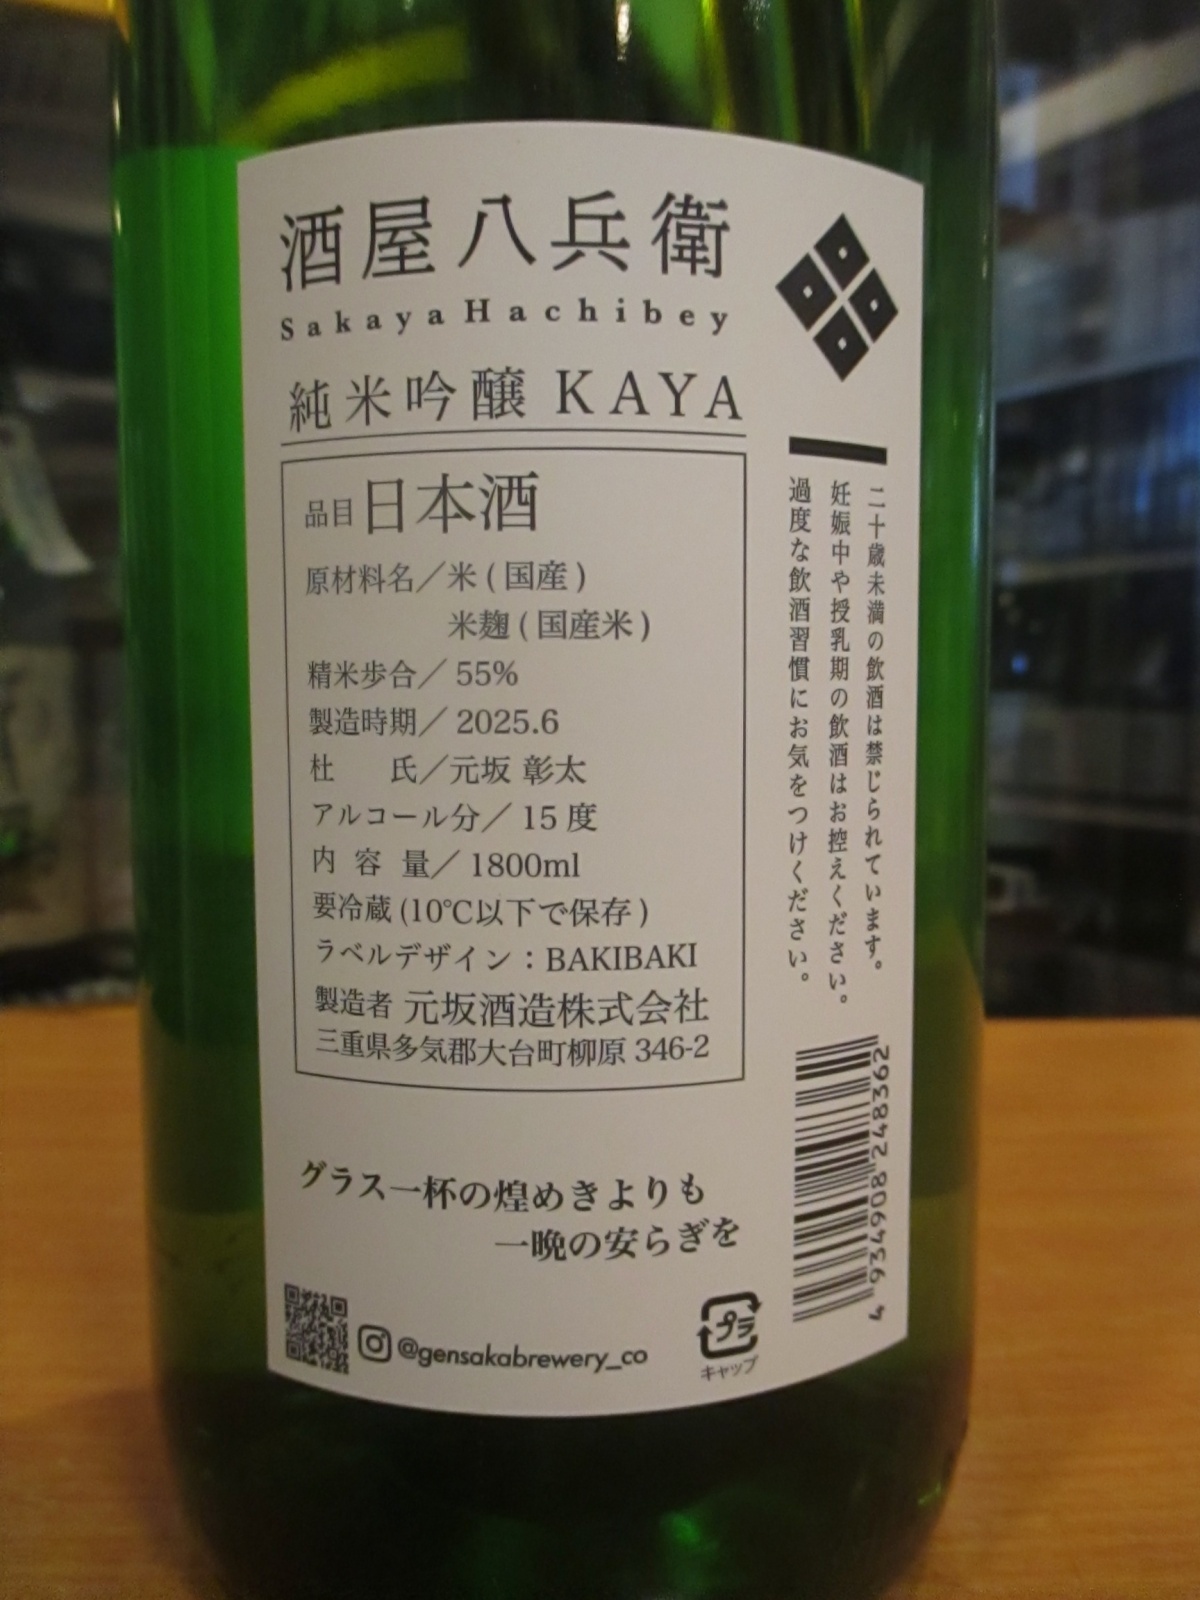 酒屋八兵衛
SakayaHachibey
純米吟醸 KAYA
品目 日本酒
原材料名／米 ( 国産 )
米麹 ( 国産米 )
精米歩合／ 55%
製造時期／ 2025.6
杜　　氏／元坂 彰太
アルコール分／ 15 度
内 容 量／ 1800ml
要冷蔵 (10℃以下で保存 )
ラベルデザイン：BAKIBAKI
製造者 元坂酒造株式会社
三重県多気郡大台町柳原 346-2
グラス一杯の煌めきよりも
一晩の安らぎを
@gensakabrewery_co
プラ
キャップ
二十歳未満の飲酒は禁じられています。
妊娠中や授乳期の飲酒はお控えください。
過度な飲酒習慣にお気をつけください。
4 934908 248362